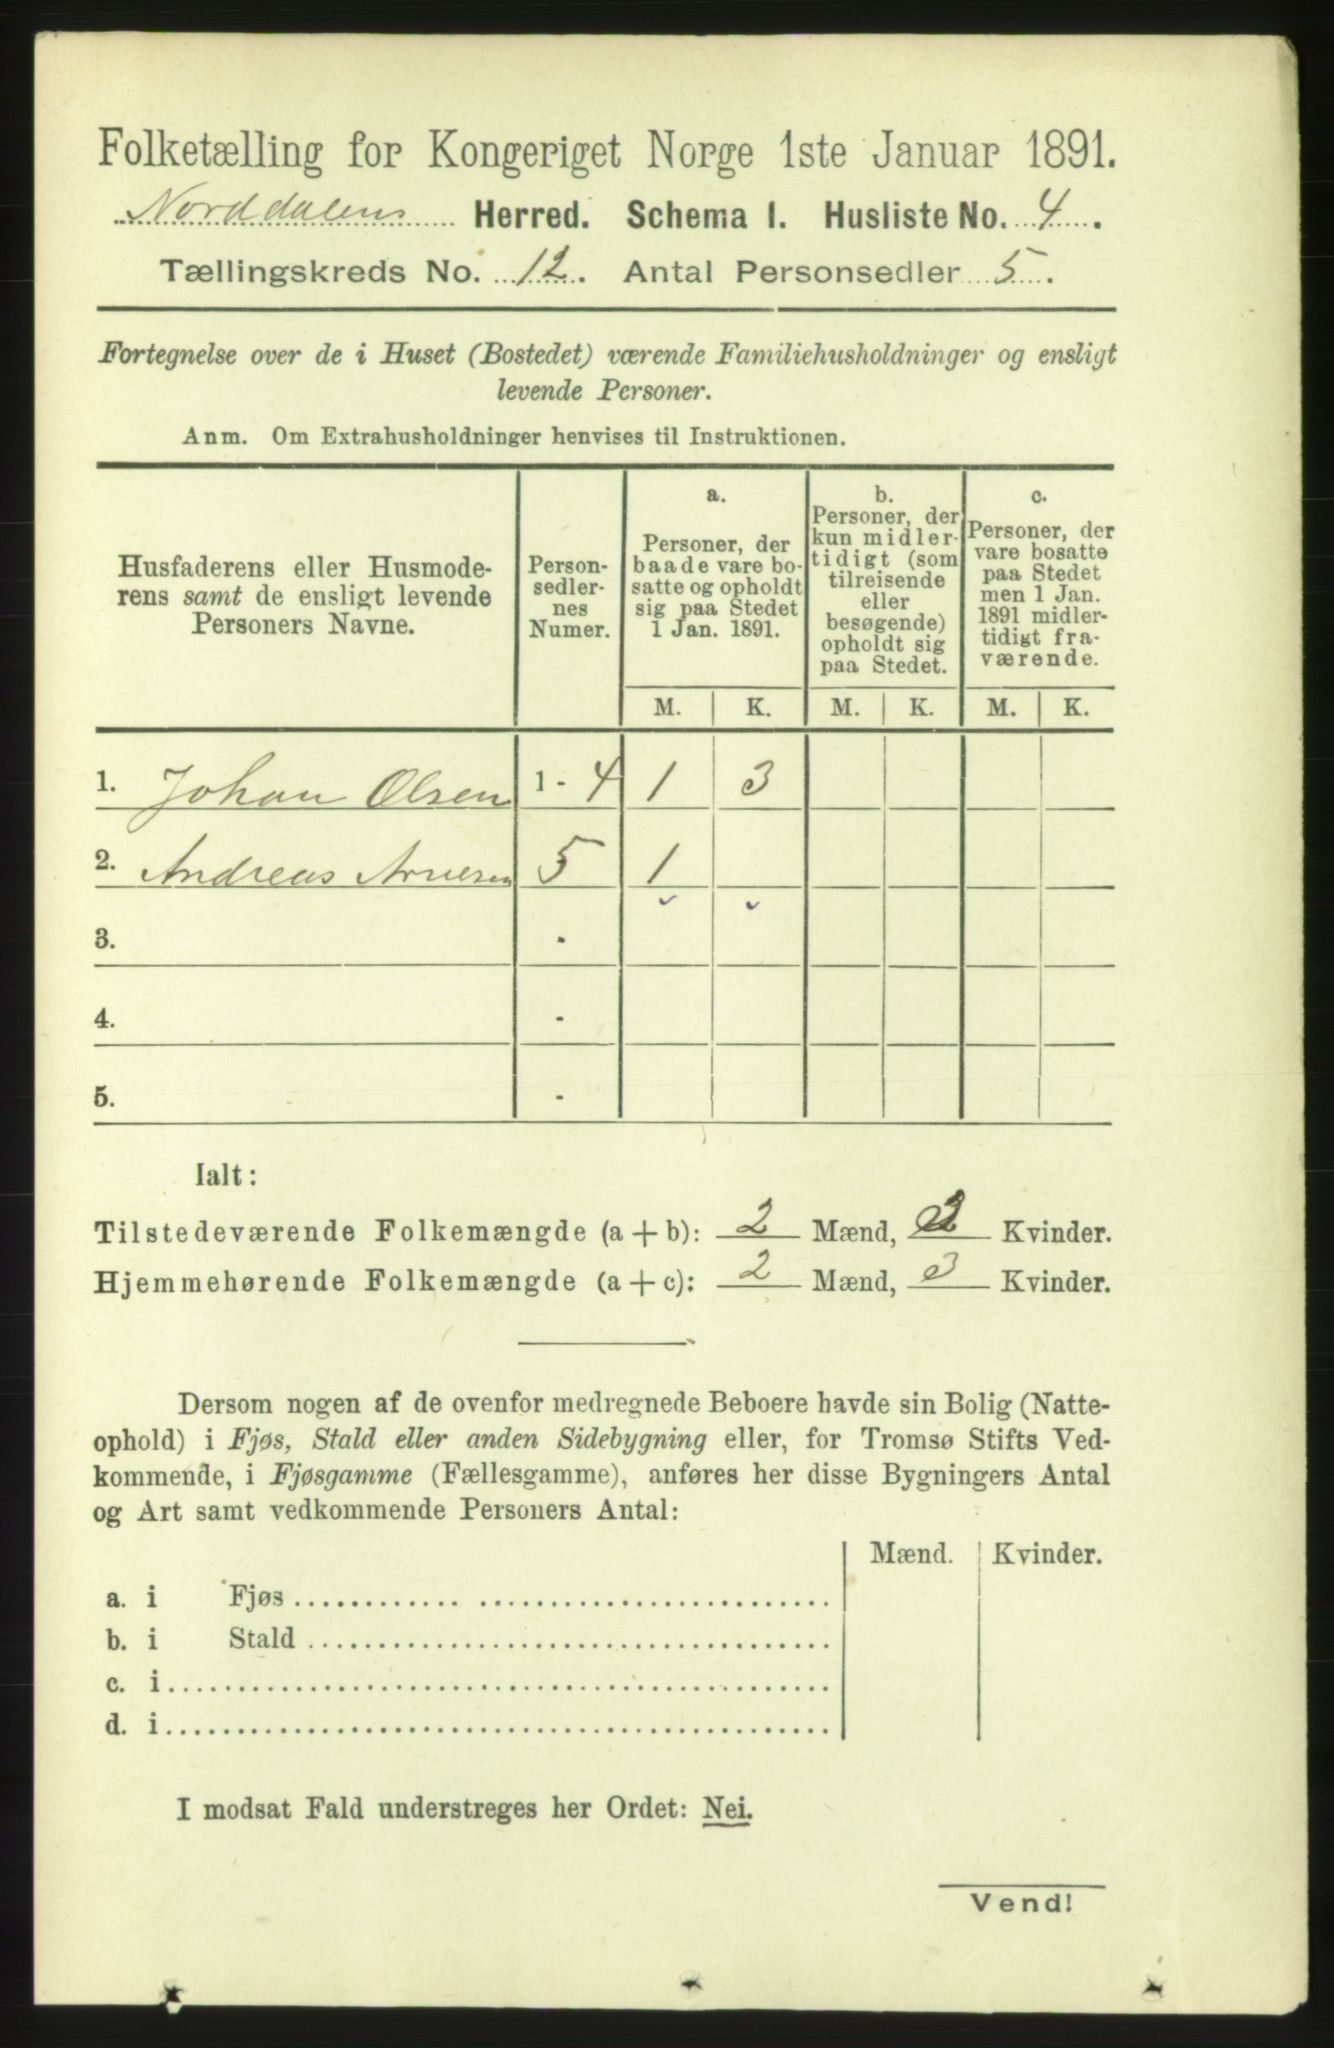 Folketælling for Kongeriget Norge 1ste Januar 1891.
Norddalens Herred. Schema I. Husliste No. 4.
Tællingskreds No. 12. Antal Personsedler 5.
Fortegnelse over de i Huset (Bostedet) værende Familiehusholdninger og ensligt
levende Personer.
Anm. Om Extrahusholdninger henvises til Instruktionen.
Husfaderens eller Husmode-
rens samt de ensligt levende
Personers Navne.
Person-
sedler-
nes
Numer.
a.
Personer, der
baade vare bo-
satte og opholdt
sig paa Stedet
1 Jan. 1891.
b.
Personer, der
kun midler-
tidigt (som
tilreisende
eller
besøgende)
opholdt sig
paa Stedet.
c.
Personer, der
vare bosatte
paa Stedet
men 1 Jan.
1891 midler-
tidigt fra-
værende.
M. K. M. K. M. K.
1. Johan Olsen 1 - 4 1 3
2. Andreas Arnesen 5 1
3. -
4. -
5. -
Ialt:
Tilstedeværende Folkemængde (a + b): 2 Mænd, 3 Kvinder.
Hjemmehørende Folkemængde (a + c): 2 Mænd, 3 Kvinder.
Dersom nogen af de ovenfor medregnede Beboere havde sin Bolig (Natte-
ophold) i Fjøs, Stald eller anden Sidebygning eller, for Tromsø Stifts Ved-
kommende, i Fjøsgamme (Fællesgamme), anføres her disse Bygningers Antal
og Art samt vedkommende Personers Antal:
Mænd. Kvinder.
a. i Fjøs
b. i Stald
c. i
d. i
I modsat Fald understreges her Ordet: Nei.
Vend!